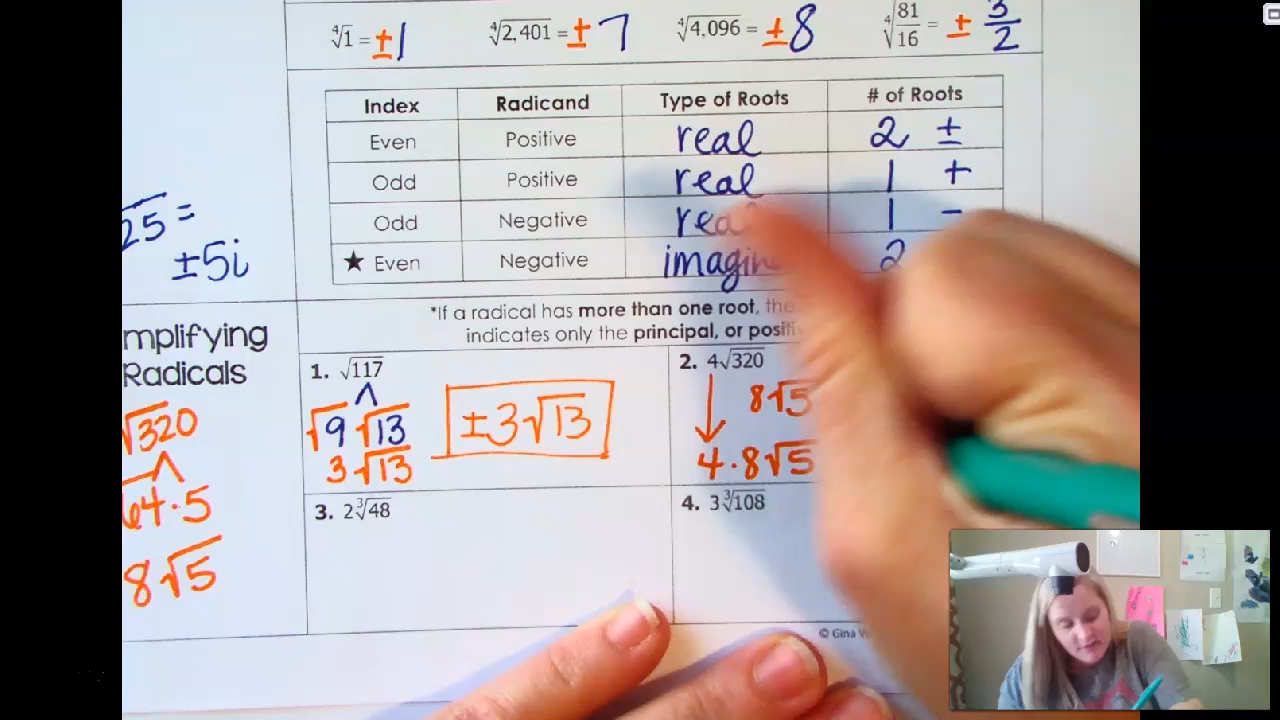 ∜1 = ±1
∜2,401 = ±7
∜4,096 = ±8
∜81/16 = ± 3/2
Index Radicand Type of Roots # of Roots
Even Positive real 2 ±
Odd Positive real 1 +
Odd Negative real 1 -
★ Even Negative 2
25 =
±5i
*If a radical has more than one root, the
indicates only the principal, or
mplifying
Radicals
√320
64·5
8√5
1. √117
√9 √13
3√13
±3√13
2. 4√320
8√5
4·8√5
3. 2∛48
4. 3∛108
© Gina